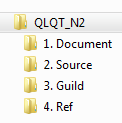 QLQT_N2
1. Document
2. Source
3. Guild
4. Ref